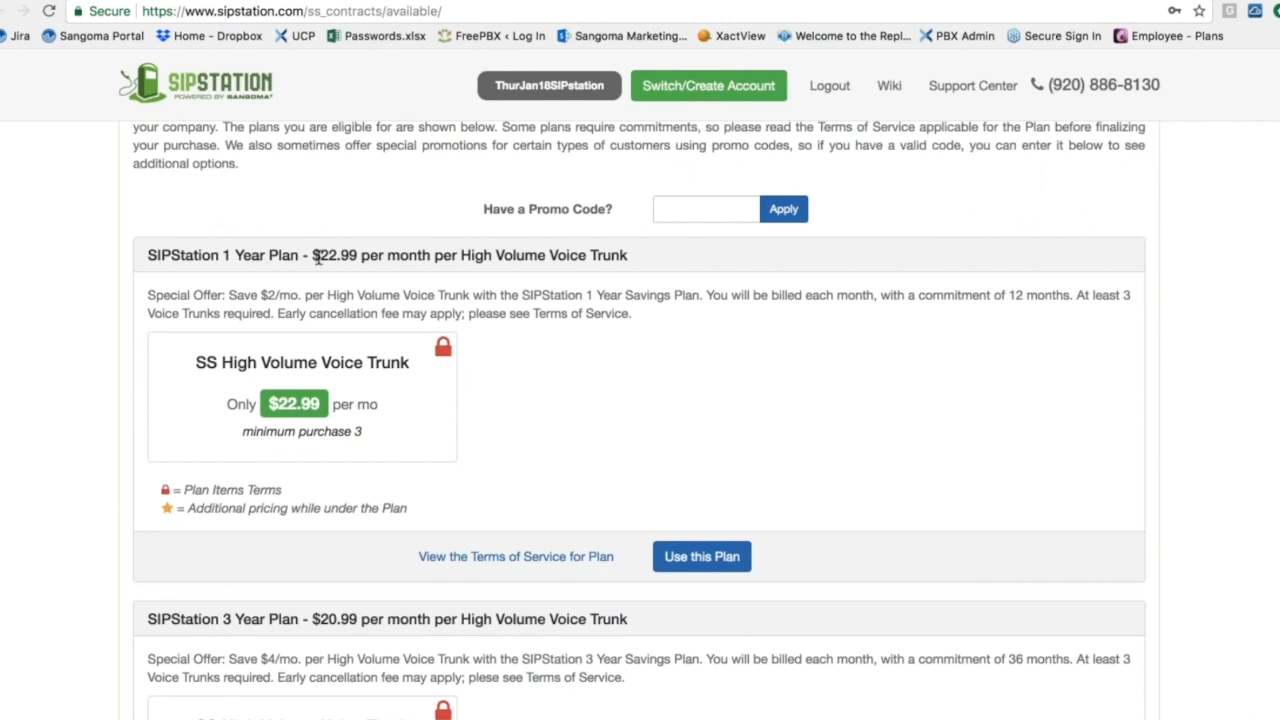 Secure https://www.sipstation.com/ss_contracts/available/
Jira Sangoma Portal Home - Dropbox UCP Passwords.xlsx FreePBX ‹ Log In Sangoma Marketing... XactView Welcome to the Repl... PBX Admin Secure Sign In Employee - Plans
SIPSTATION
POWERED BY SANGOMA
ThurJan18SIPstation Switch/Create Account Logout Wiki Support Center (920) 886-8130
your company. The plans you are eligible for are shown below. Some plans require commitments, so please read the Terms of Service applicable for the Plan before finalizing
your purchase. We also sometimes offer special promotions for certain types of customers using promo codes, so if you have a valid code, you can enter it below to see
additional options.
Have a Promo Code? Apply
SIPStation 1 Year Plan - $22.99 per month per High Volume Voice Trunk
Special Offer: Save $2/mo. per High Volume Voice Trunk with the SIPStation 1 Year Savings Plan. You will be billed each month, with a commitment of 12 months. At least 3
Voice Trunks required. Early cancellation fee may apply; please see Terms of Service.
SS High Volume Voice Trunk
Only $22.99 per mo
minimum purchase 3
= Plan Items Terms
= Additional pricing while under the Plan
View the Terms of Service for Plan Use this Plan
SIPStation 3 Year Plan - $20.99 per month per High Volume Voice Trunk
Special Offer: Save $4/mo. per High Volume Voice Trunk with the SIPStation 3 Year Savings Plan. You will be billed each month, with a commitment of 36 months. At least 3
Voice Trunks required. Early cancellation fee may apply; plese see Terms of Service.